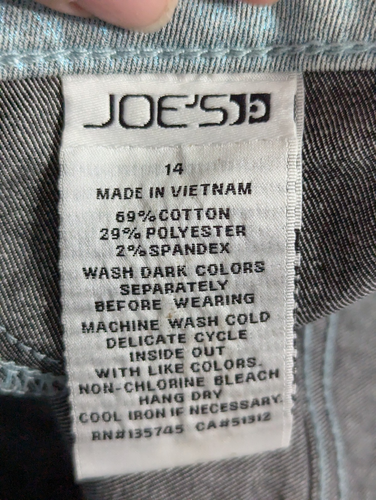 JOE'S
14
MADE IN VIETNAM
69% COTTON
29% POLYESTER
2% SPANDEX
WASH DARK COLORS
SEPARATELY
BEFORE WEARING
MACHINE WASH COLD
DELICATE CYCLE
INSIDE OUT
WITH LIKE COLORS.
NON-CHLORINE BLEACH
HANG DRY
COOL IRON IF NECESSARY.
RN#135745 CA#51312